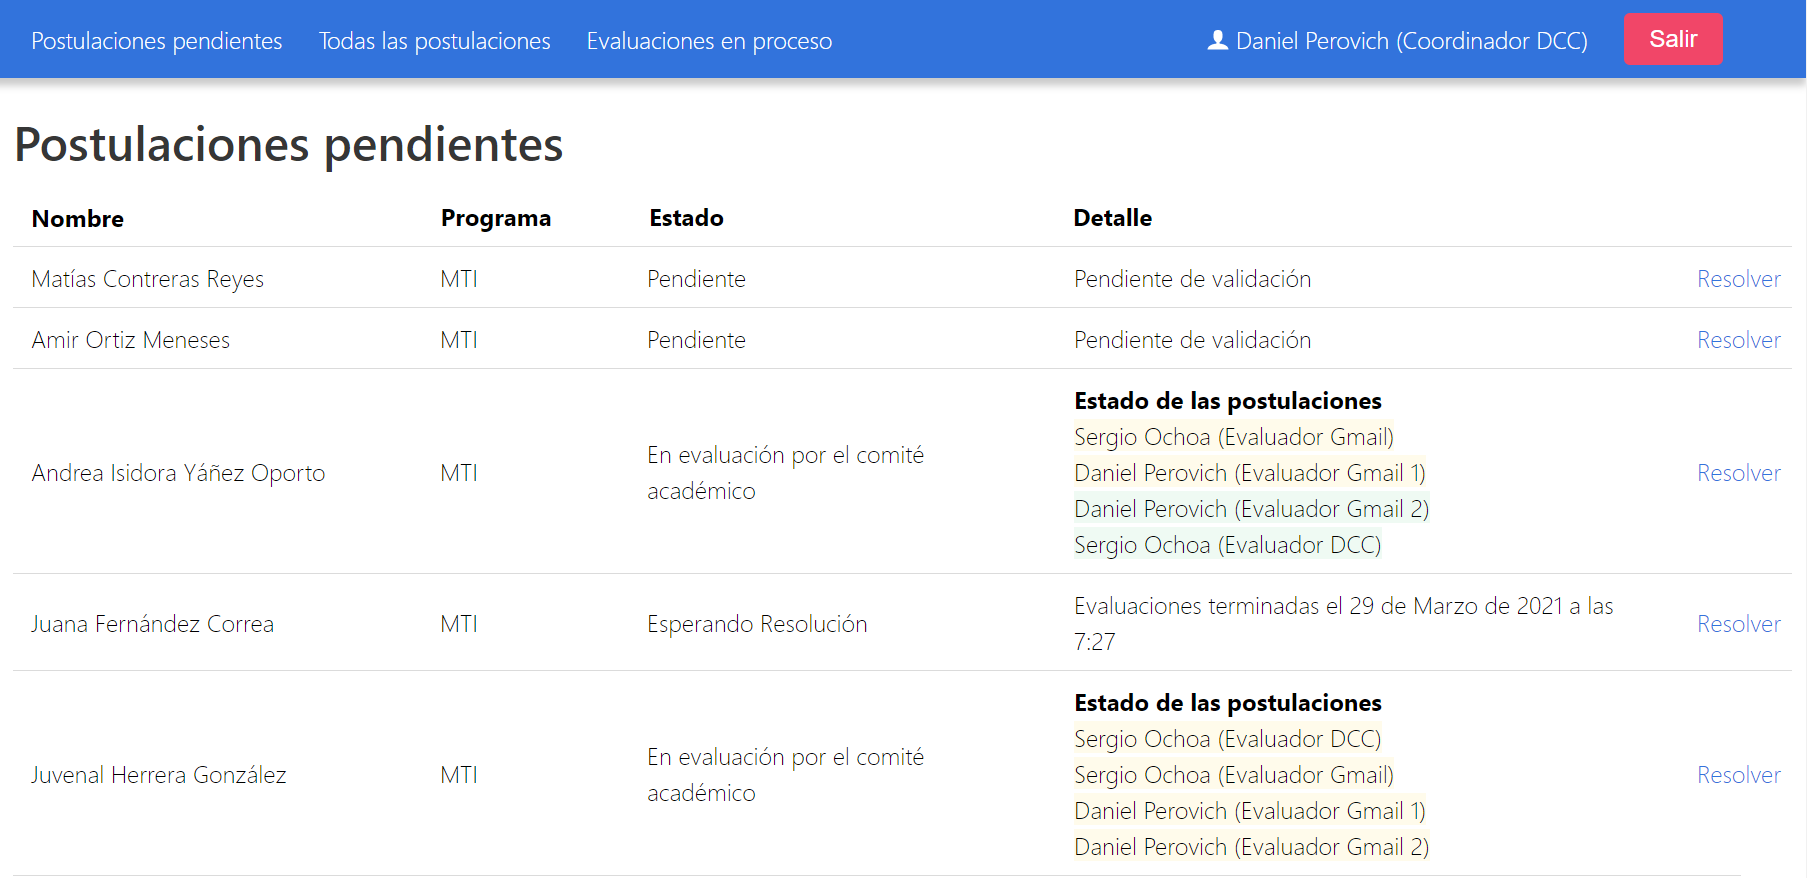 Postulaciones pendientes Todas las postulaciones Evaluaciones en proceso Daniel Perovich (Coordinador DCC) Salir
Postulaciones pendientes
Nombre Programa Estado Detalle
Matías Contreras Reyes MTI Pendiente Pendiente de validación Resolver
Amir Ortiz Meneses MTI Pendiente Pendiente de validación Resolver
Andrea Isidora Yáñez Oporto MTI
En evaluación por el comité
académico
Estado de las postulaciones
Sergio Ochoa (Evaluador Gmail)
Daniel Perovich (Evaluador Gmail 1)
Daniel Perovich (Evaluador Gmail 2)
Sergio Ochoa (Evaluador DCC)
Resolver
Juana Fernández Correa MTI Esperando Resolución
Evaluaciones terminadas el 29 de Marzo de 2021 a las
7:27
Resolver
Juvenal Herrera González MTI
En evaluación por el comité
académico
Estado de las postulaciones
Sergio Ochoa (Evaluador DCC)
Sergio Ochoa (Evaluador Gmail)
Daniel Perovich (Evaluador Gmail 1)
Daniel Perovich (Evaluador Gmail 2)
Resolver